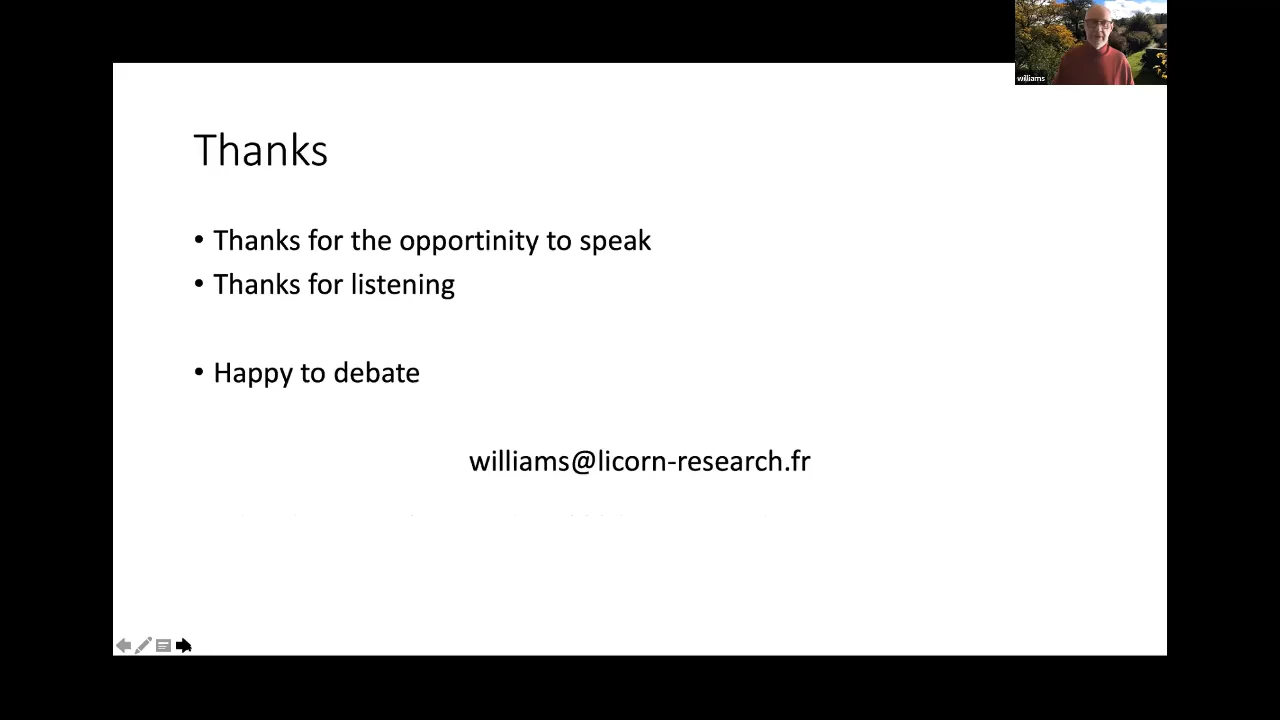 williams
Thanks
• Thanks for the opportinity to speak
• Thanks for listening
• Happy to debate
williams@licorn-research.fr